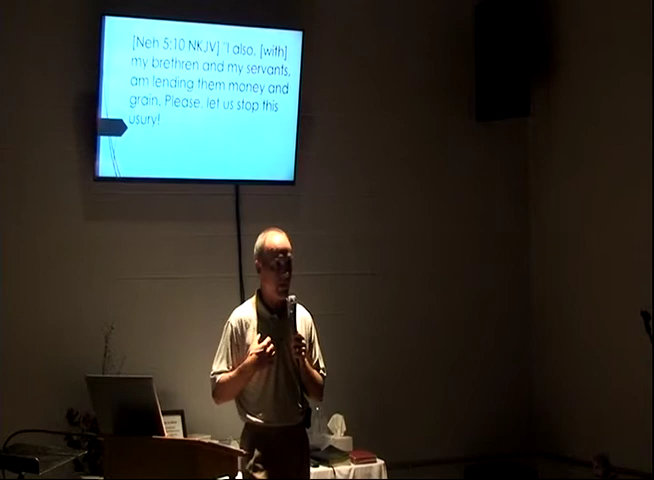 [Neh 5:10 NKJV] "I also, [with]
my brethren and my servants,
am lending them money and
grain. Please, let us stop this
usury!